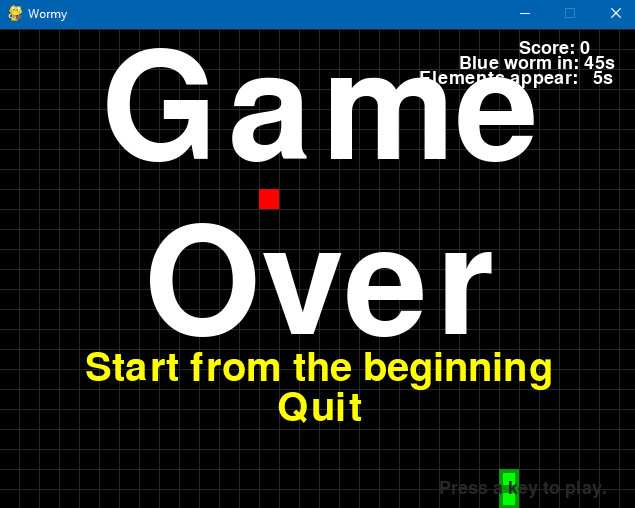 Wormy
Score: 0
Blue worm in: 45s
Elements appear: 5s
Game
Over
Start from the beginning
Quit
Press a key to play.